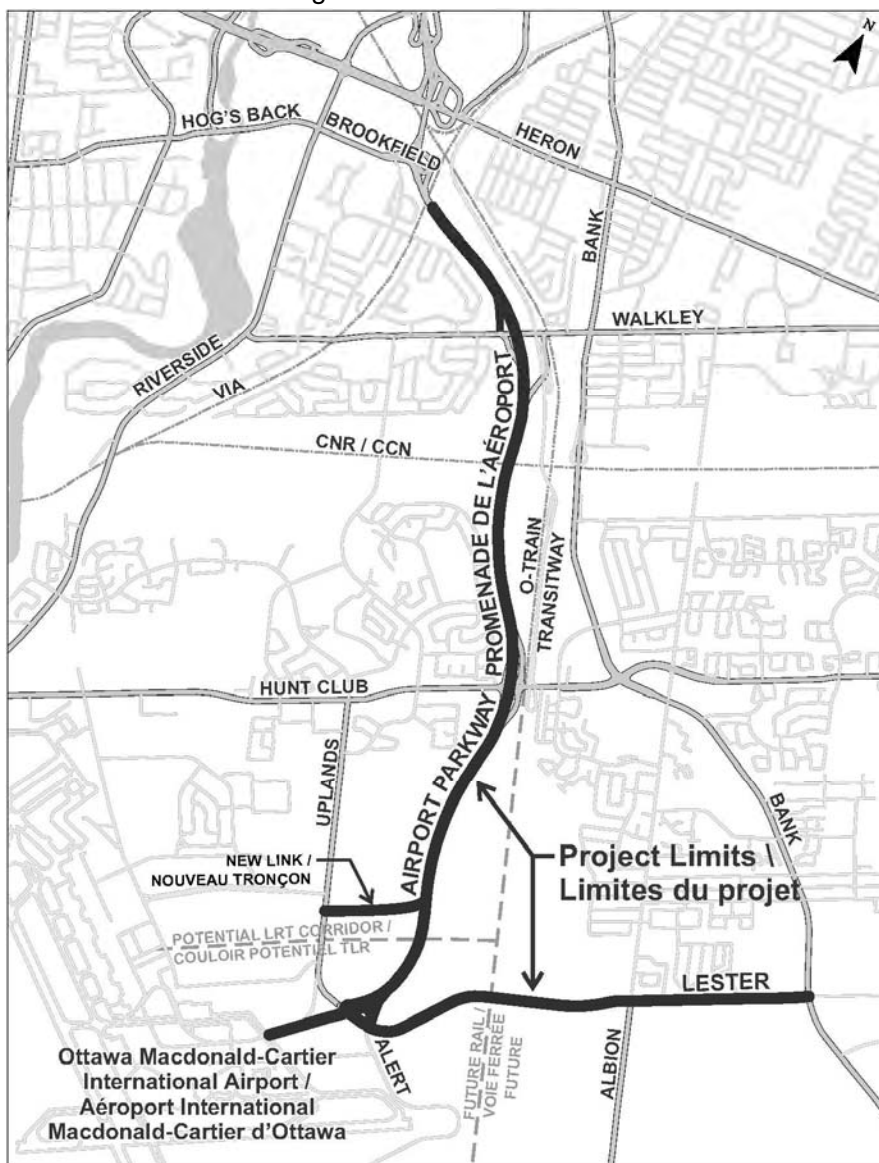 N
HOG'S BACK
BROOKFIELD
HERON
BANK
WALKLEY
RIVERSIDE
VIA
CNR / CCN
PROMENADE DE L'AÉROPORT
O-TRAIN
TRANSITWAY
HUNT CLUB
UPLANDS
AIRPORT PARKWAY
BANK
NEW LINK /
NOUVEAU TRONÇON
Project Limits \
Limites du projet
POTENTIAL LRT CORRIDOR /
COULOIR POTENTIAL TLR
LESTER
Ottawa Macdonald-Cartier
International Airport /
Aéroport International
Macdonald-Cartier d'Ottawa
ALERT
FUTURE RAIL /
VOIE FERRÉE
FUTURE
ALBION